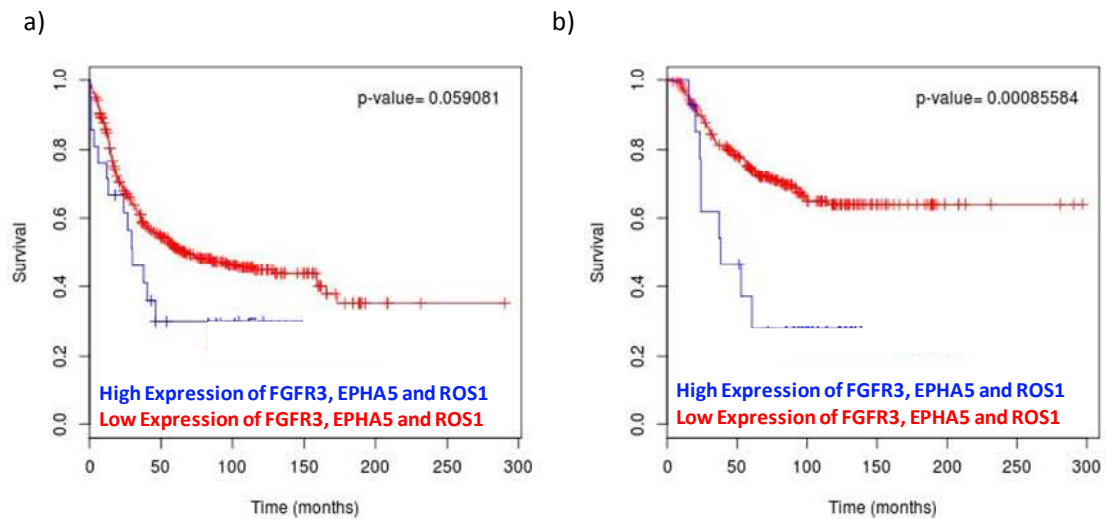 a)
b)
p-value= 0.059081
p-value= 0.00085584
Survival
1.0
0.8
0.6
0.4
0.2
0.0
High Expression of FGFR3, EPHA5 and ROS1
Low Expression of FGFR3, EPHA5 and ROS1
0 50 100 150 200 250 300
Time (months)
Survival
1.0
0.8
0.6
0.4
0.2
0.0
High Expression of FGFR3, EPHA5 and ROS1
Low Expression of FGFR3, EPHA5 and ROS1
0 50 100 150 200 250 300
Time (months)